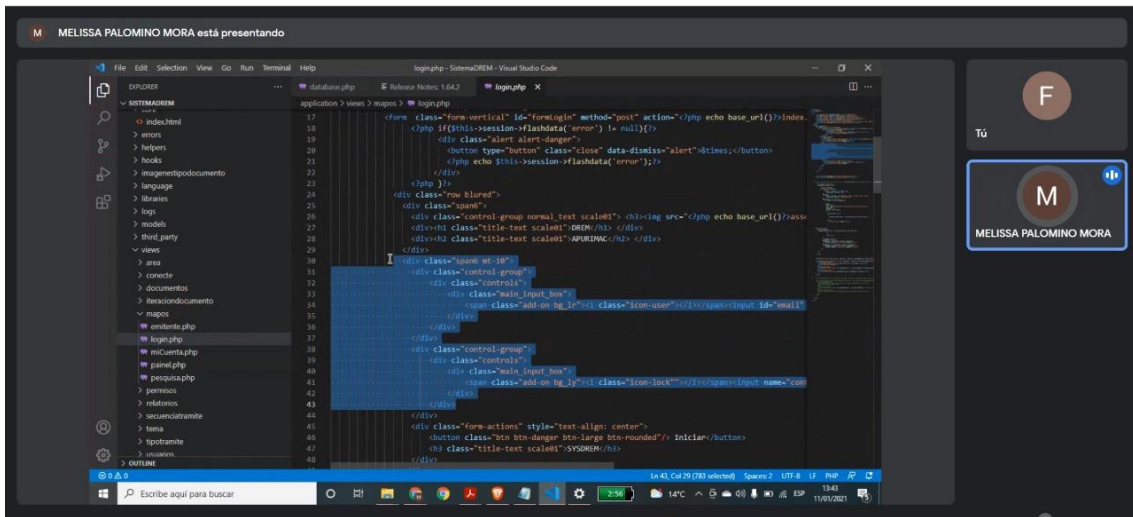 M MELISSA PALOMINO MORA está presentando
File Edit Selection View Go Run Terminal Help login.php - SistemaDREM - Visual Studio Code
EXPLORER ...
SISTEMADREM
index.html
errors
helpers
hooks
imagenestipodocumento
language
libraries
logs
models
third_party
views
area
conecte
documentos
iteraciondocumento
mapos
emitente.php
login.php
miCuenta.php
painel.php
pesquisa.php
permisos
relatorios
secuenciatramite
tema
tipotramite
usuarios
OUTLINE
database.php Release Notes: 1.64.2 login.php ×
application > views > mapos > login.php
17 <form class="form-vertical" id="formLogin" method="post" action="<?php echo base_url()?>index.
18 <?php if($this->session->flashdata('error') != null){?>
19 <div class="alert alert-danger">
20 <button type="button" class="close" data-dismiss="alert">&times;</button>
21 <?php echo $this->session->flashdata('error');?>
22 </div>
23 <?php }?>
24 <div class="row blured">
25 <div class="span6">
26 <div class="control-group normal_text scale01"> <h3><img src="<?php echo base_url()?>asse
27 <div><h1 class="title-text scale01">DREM</h1> </div>
28 <div><h2 class="title-text scale01">APURIMAC</h2> </div>
29 </div>
30 <div class="span6 mt-10">
31 <div class="control-group">
32 <div class="controls">
33 <div class="main_input_box">
34 <span class="add-on bg_lr"><i class="icon-user"></i></span><input id="email"
35 </div>
36 </div>
37 </div>
38 <div class="control-group">
39 <div class="controls">
40 <div class="main_input_box">
41 <span class="add-on bg_ly"><i class="icon-lock""></i></span><input name="con
42 </div>
43 </div>
44 </div>
45 <div class="form-actions" style="text-align: center">
46 <button class="btn btn-danger btn-large btn-rounded"/> Iniciar</button>
47 <h3 class="title-text scale01">SYSDREM</h3>
48 </div>
0 0 Ln 43, Col 29 (783 selected) Spaces: 2 UTF-8 LF PHP
Escribe aquí para buscar 2:56 14°C ESP 13:43
11/01/2021
F
Tú
M
MELISSA PALOMINO MORA